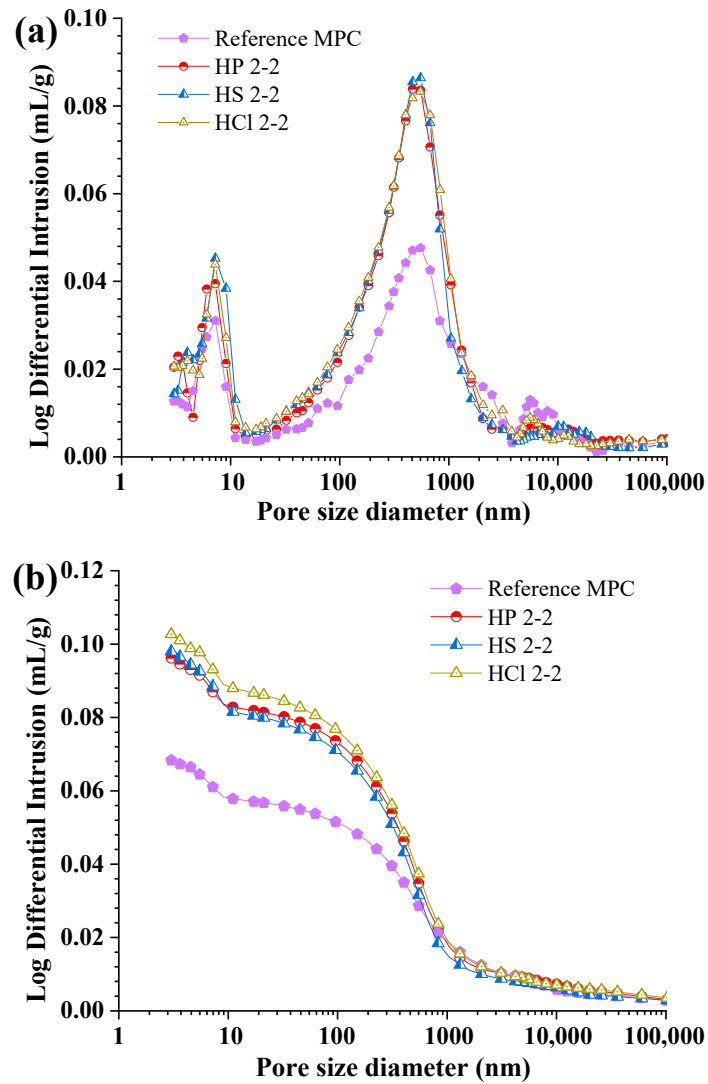 (a)
Reference MPC
HP 2-2
HS 2-2
HCl 2-2
Log Differential Intrusion (mL/g)
0.10
0.08
0.06
0.04
0.02
0.00
1 10 100 1000 10,000 100,000
Pore size diameter (nm)
(b)
Reference MPC
HP 2-2
HS 2-2
HCl 2-2
Log Differential Intrusion (mL/g)
0.12
0.10
0.08
0.06
0.04
0.02
0.00
1 10 100 1000 10,000 100,000
Pore size diameter (nm)